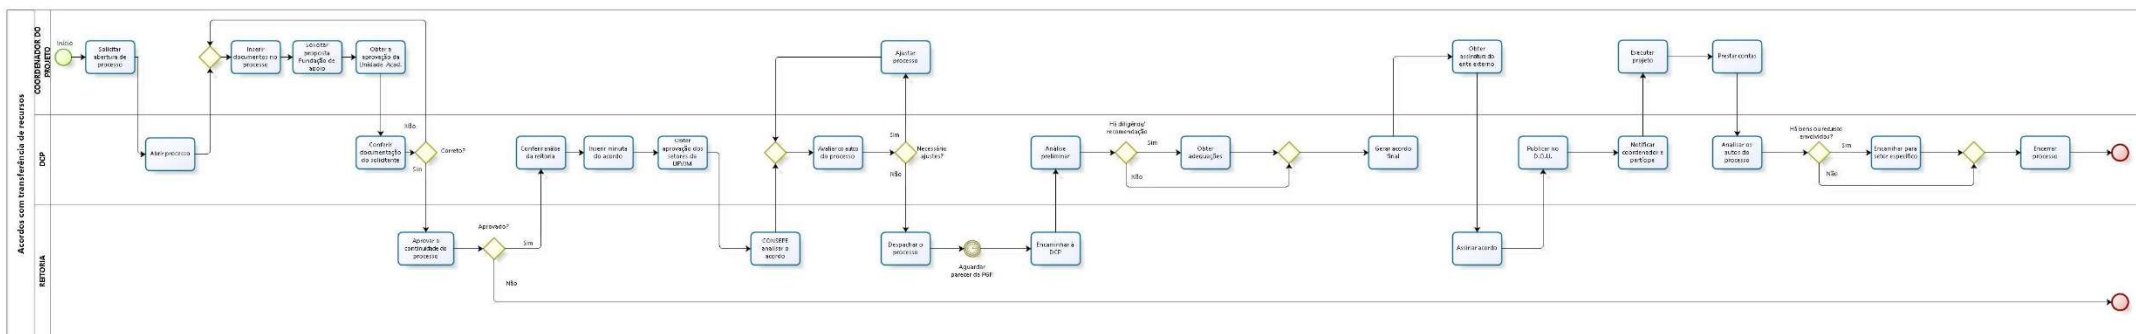 Acordos com transferência de recursos
COORDENADOR DO
PROJETO
DCP
REITORIA
Início
Solicitar
abertura de
processo
Abrir processo
Inserir
documentos no
processo
Solicitar
proposta
Fundação de
apoio
Obter a
aprovação da
Unidade Acad.
Conferir
documentação
do solicitante
Não
Correto?
Sim
Aprovar a
continuidade do
processo
Aprovado?
Sim
Não
Conferir análise
da reitoria
Inserir minuta
do acordo
Obter
aprovação dos
setores da
UFVJM
CONSEPE
analisar o
acordo
Avaliar os autos
do processo
Ajustar
processo
Sim
Necessário
ajustes?
Não
Despachar o
processo
Aguardar
parecer da PGF
Encaminhar à
DCP
Análise
preliminar
Há diligência/
recomendação
Sim
Não
Obter
adequações
Gerar acordo
final
Obter
assinatura do
ente externo
Assinar acordo
Publicar no
D.O.U.
Notificar
coordenador e
partícipe
Executar
projeto
Prestar contas
Analisar os
autos do
processo
Há bens ou
envolvidos?
Sim
Não
Encaminhar para
setor específico
Encerrar
processo